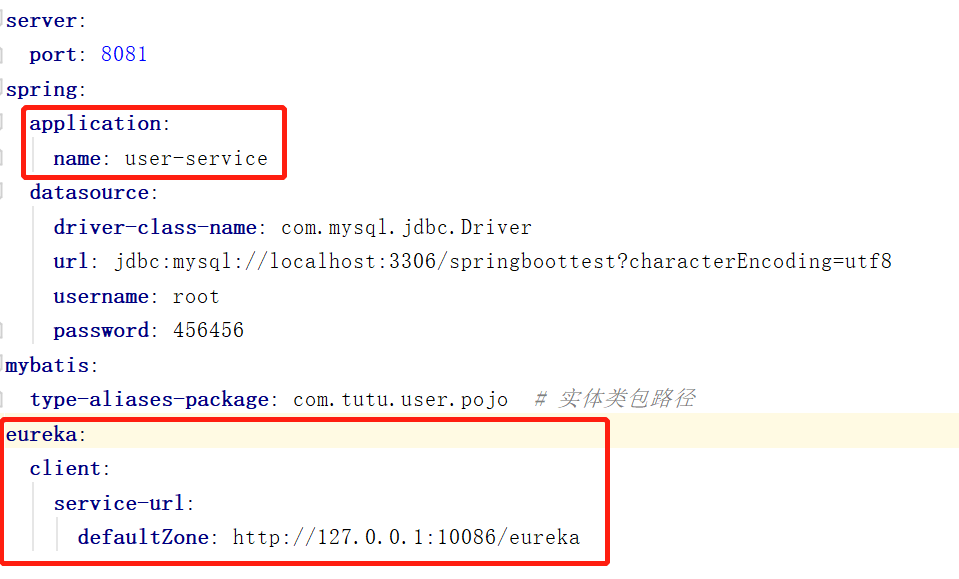 server:
  port: 8081
spring:
  application:
    name: user-service
  datasource:
    driver-class-name: com.mysql.jdbc.Driver
    url: jdbc:mysql://localhost:3306/springboottest?characterEncoding=utf8
    username: root
    password: 456456
mybatis:
  type-aliases-package: com.tutu.user.pojo  # 实体类包路径
eureka:
  client:
    service-url:
      defaultZone: http://127.0.0.1:10086/eureka